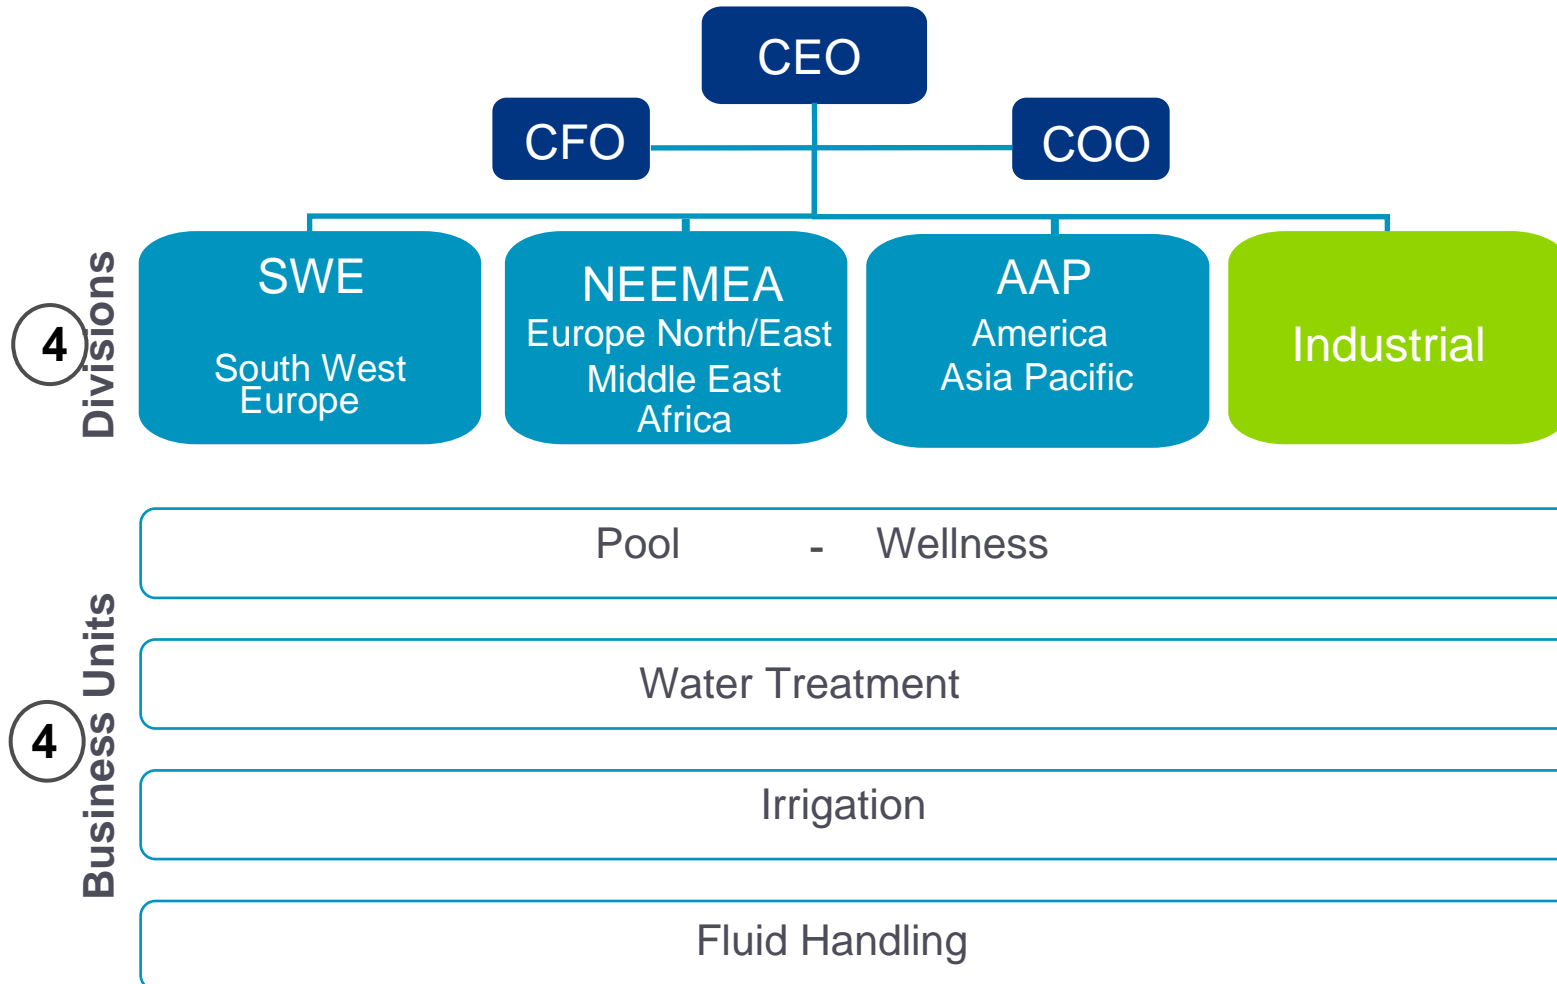 CEO
CFO
COO
4
Divisions
SWE
South West
Europe
NEEMEA
Europe North/East
Middle East
Africa
AAP
America
Asia Pacific
Industrial
4
Business Units
Pool - Wellness
Water Treatment
Irrigation
Fluid Handling